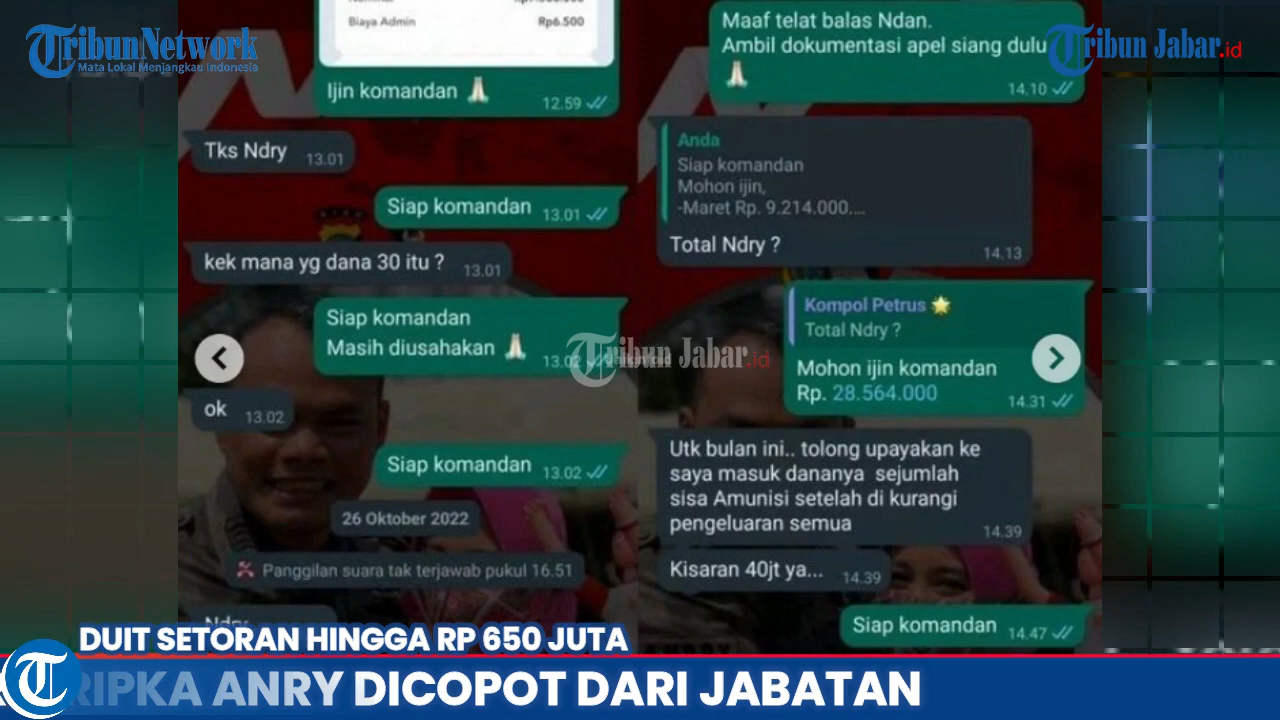 TribunNetwork
Mata Lokal Menjangkau Indonesia
Tribun Jabar.id
Biaya Admin Rp6.500
Ijin komandan 🙏🏻
12.59
Tks Ndry 13.01
Siap komandan 13.01
kek mana yg dana 30 itu ? 13.01
Siap komandan
Masih diusahakan 🙏🏻
13.02
ok 13.02
Siap komandan 13.02
26 Oktober 2022
Panggilan suara tak terjawab pukul 16.51
Maaf telat balas Ndan.
Ambil dokumentasi apel siang dulu
🙏🏻
14.10
Anda
Siap komandan
Mohon ijin,
-Maret Rp. 9.214.000....
Total Ndry ?
14.13
Tribun Jabar.id
Kompol Petrus 🌟
Total Ndry ?
Mohon ijin komandan
Rp. 28.564.000
14.31
Utk bulan ini.. tolong upayakan ke
saya masuk dananya sejumlah
sisa Amunisi setelah di kurangi
pengeluaran semua
14.39
Kisaran 40jt ya... 14.39
Siap komandan 14.47
DUIT SETORAN HINGGA RP 650 JUTA
RIPKA ANRY DICOPOT DARI JABATAN